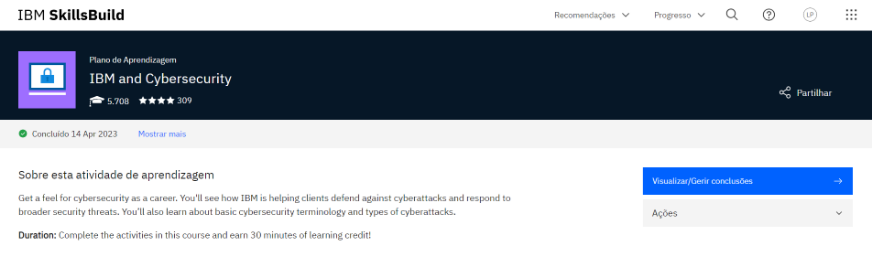 IBM SkillsBuild
Recomendações
Progresso
LP
Plano de Aprendizagem
IBM and Cybersecurity
5.708 309
Partilhar
Concluído 14 Apr 2023 Mostrar mais
Sobre esta atividade de aprendizagem
Visualizar/Gerir conclusões
Get a feel for cybersecurity as a career. You'll see how IBM is helping clients defend against cyberattacks and respond to
broader security threats. You'll also learn about basic cybersecurity terminology and types of cyberattacks.
Ações
Duration: Complete the activities in this course and earn 30 minutes of learning credit!